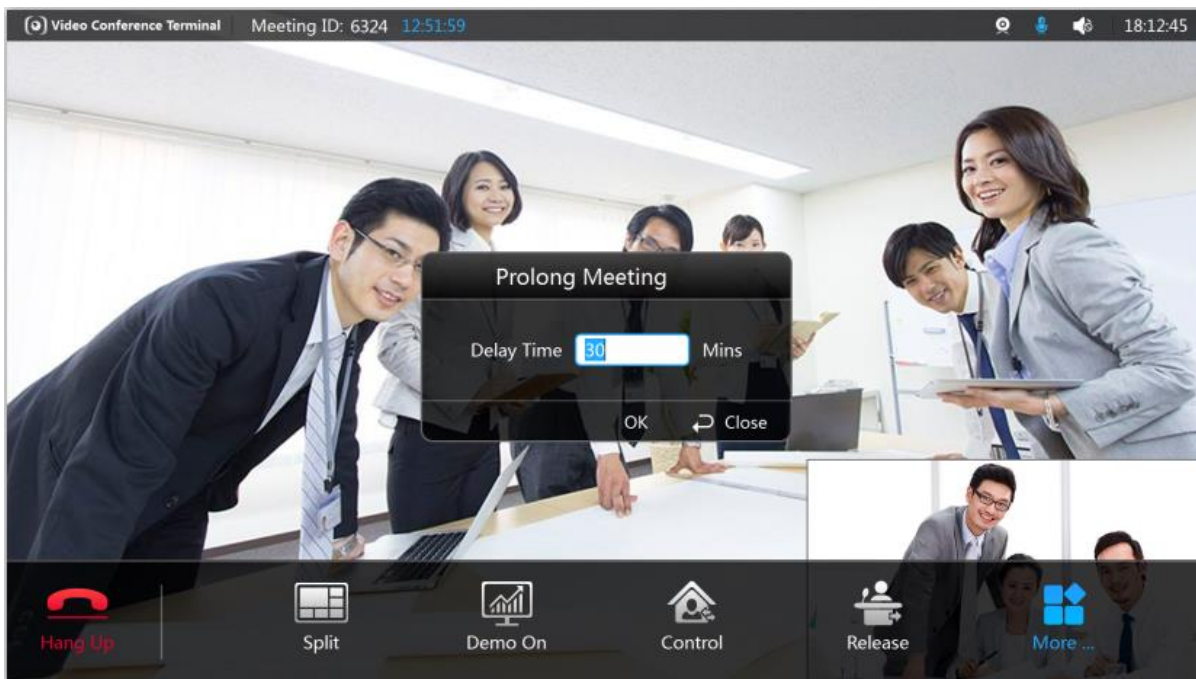 Video Conference Terminal Meeting ID: 6324 12:51:59 18:12:45
Prolong Meeting
Delay Time 30 Mins
OK Close
Hang Up Split Demo On Control Release More ...